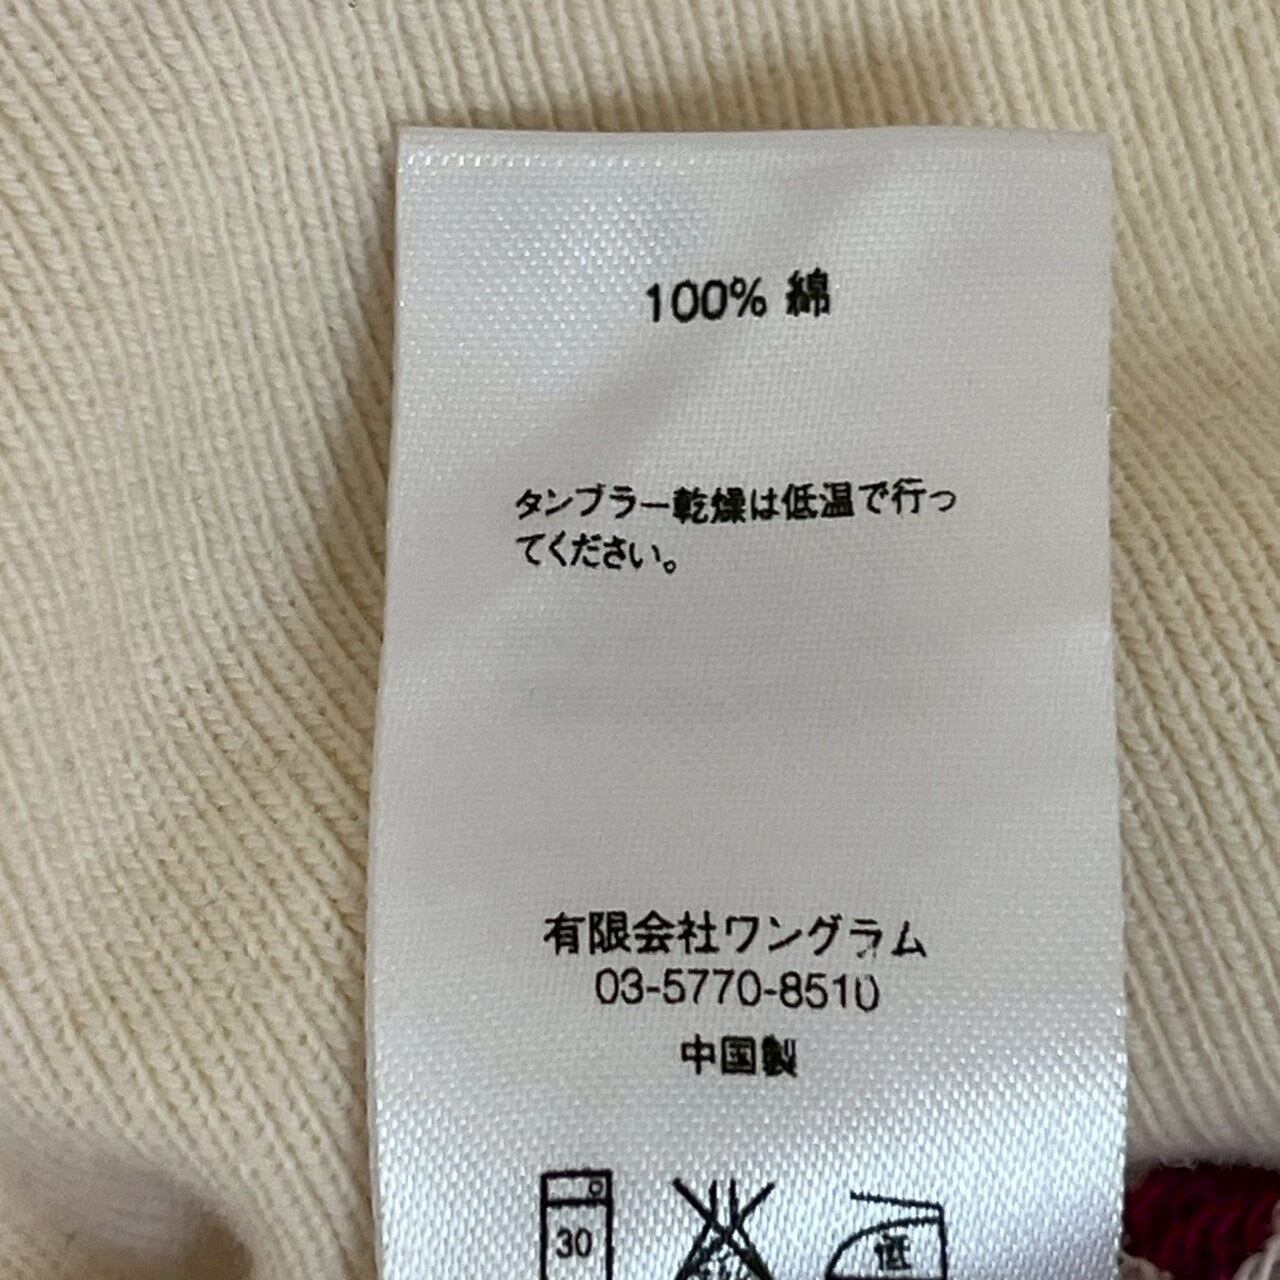 100% 綿
タンブラー乾燥は低温で行っ
てください。
有限会社ワングラム
03-5770-8510
中国製
30
低